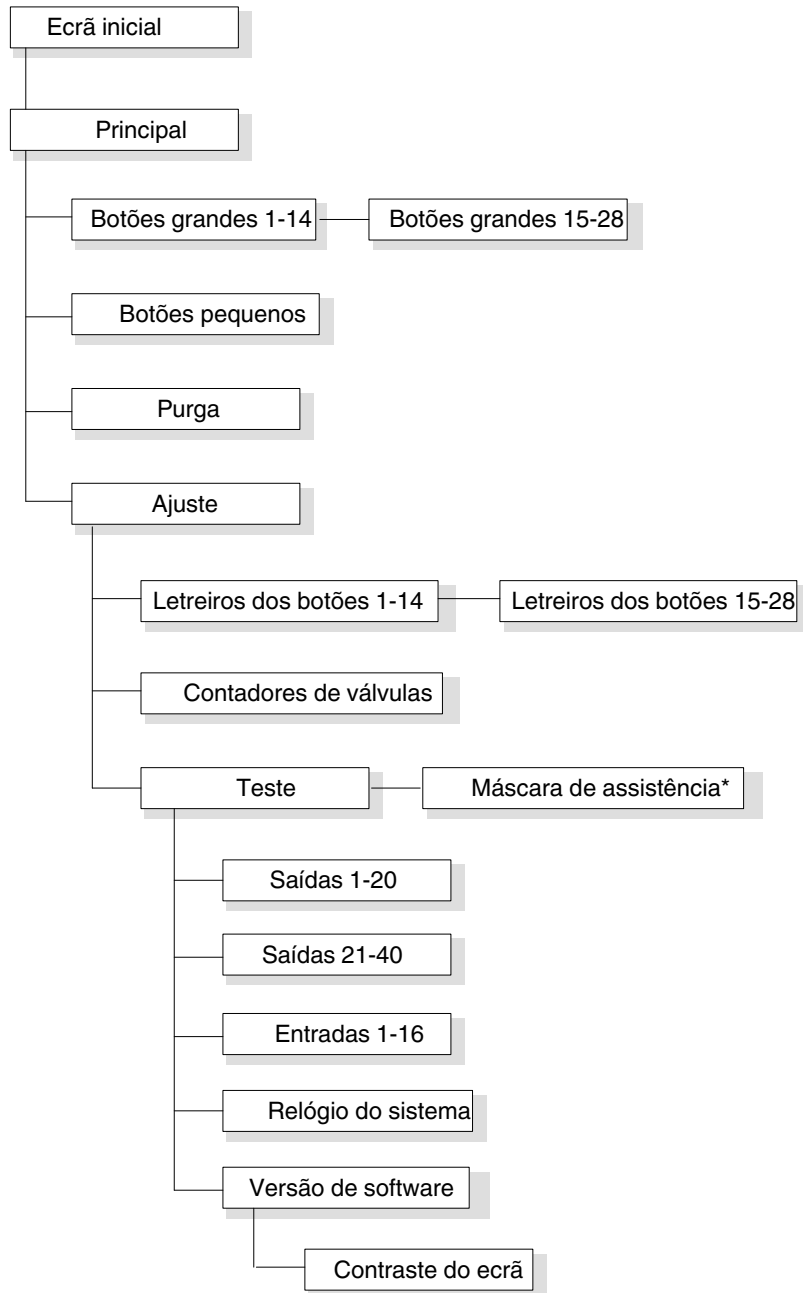 Ecrã inicial
Principal
Botões grandes 1-14
Botões grandes 15-28
Botões pequenos
Purga
Ajuste
Letreiros dos botões 1-14
Letreiros dos botões 15-28
Contadores de válvulas
Teste
Máscara de assistência*
Saídas 1-20
Saídas 21-40
Entradas 1-16
Relógio do sistema
Versão de software
Contraste do ecrã